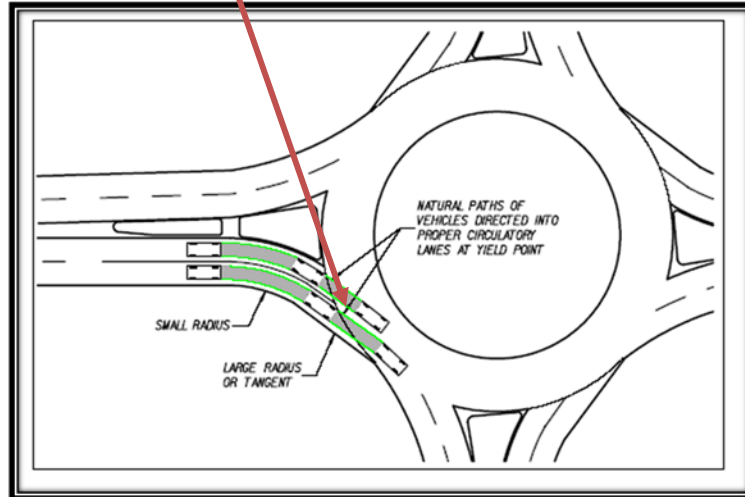 NATURAL PATHS OF
VEHICLES DIRECTED INTO
PROPER CIRCULATORY
LANES AT YIELD POINT
SMALL RADIUS
LARGE RADIUS
OR TANGENT